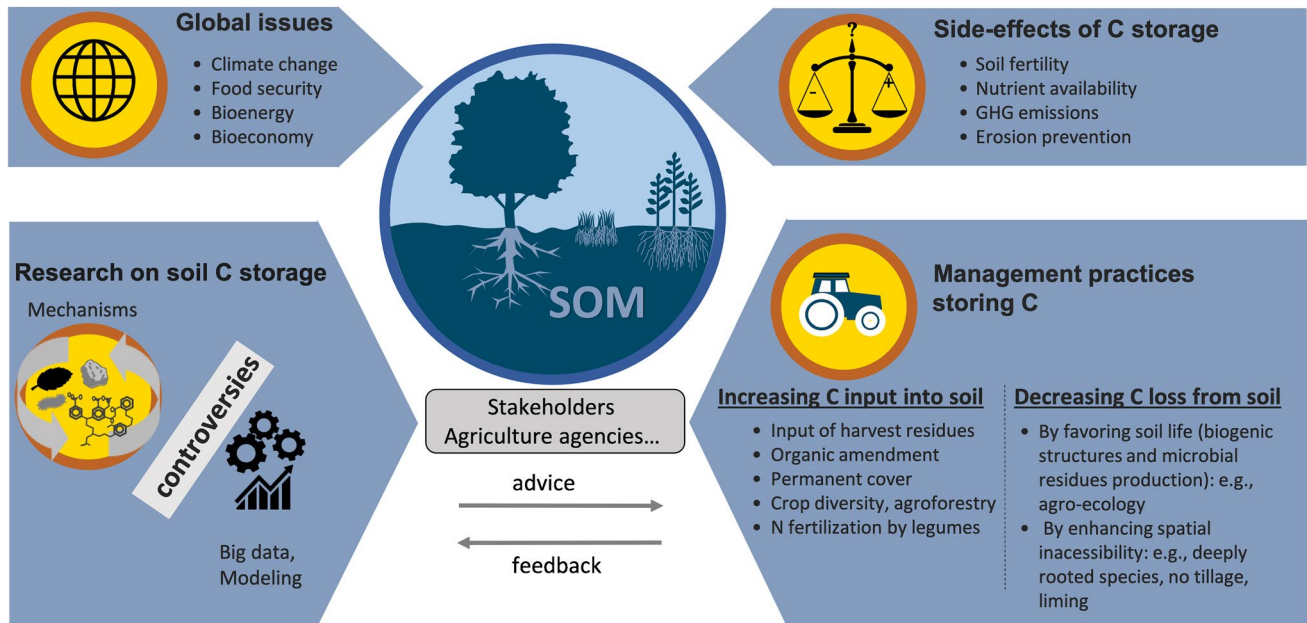 Global issues
• Climate change
• Food security
• Bioenergy
• Bioeconomy
?
-
+
Side-effects of C storage
• Soil fertility
• Nutrient availability
• GHG emissions
• Erosion prevention
SOM
Research on soil C storage
Mechanisms
controversies
Big data,
Modeling
Stakeholders
Agriculture agencies...
advice
feedback
Management practices
storing C
Increasing C input into soil
• Input of harvest residues
• Organic amendment
• Permanent cover
• Crop diversity, agroforestry
• N fertilization by legumes
Decreasing C loss from soil
• By favoring soil life (biogenic
structures and microbial
residues production): e.g.,
agro-ecology
• By enhancing spatial
inacessibility: e.g., deeply
rooted species, no tillage,
liming